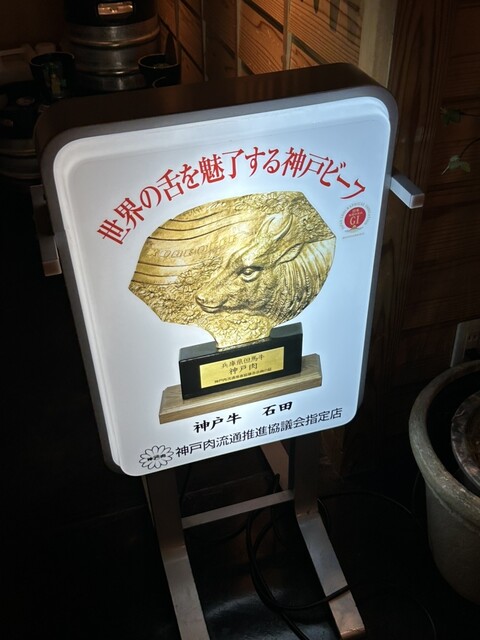 世界の舌を魅了する神戸ビーフ
GI
兵庫県但馬牛
神戸肉
神戸牛 石田
神戸肉流通推進協議会指定店